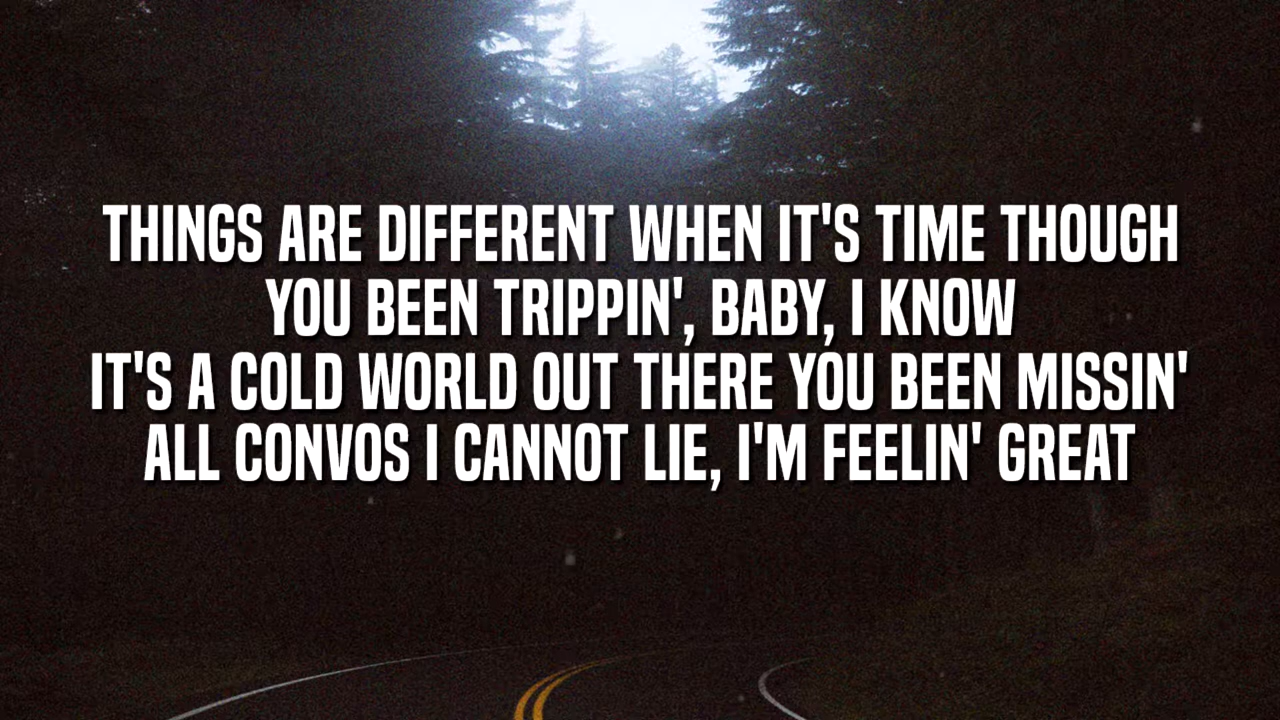 THINGS ARE DIFFERENT WHEN IT'S TIME THOUGH
YOU BEEN TRIPPIN', BABY, I KNOW
IT'S A COLD WORLD OUT THERE YOU BEEN MISSIN'
ALL CONVOS I CANNOT LIE, I'M FEELIN' GREAT